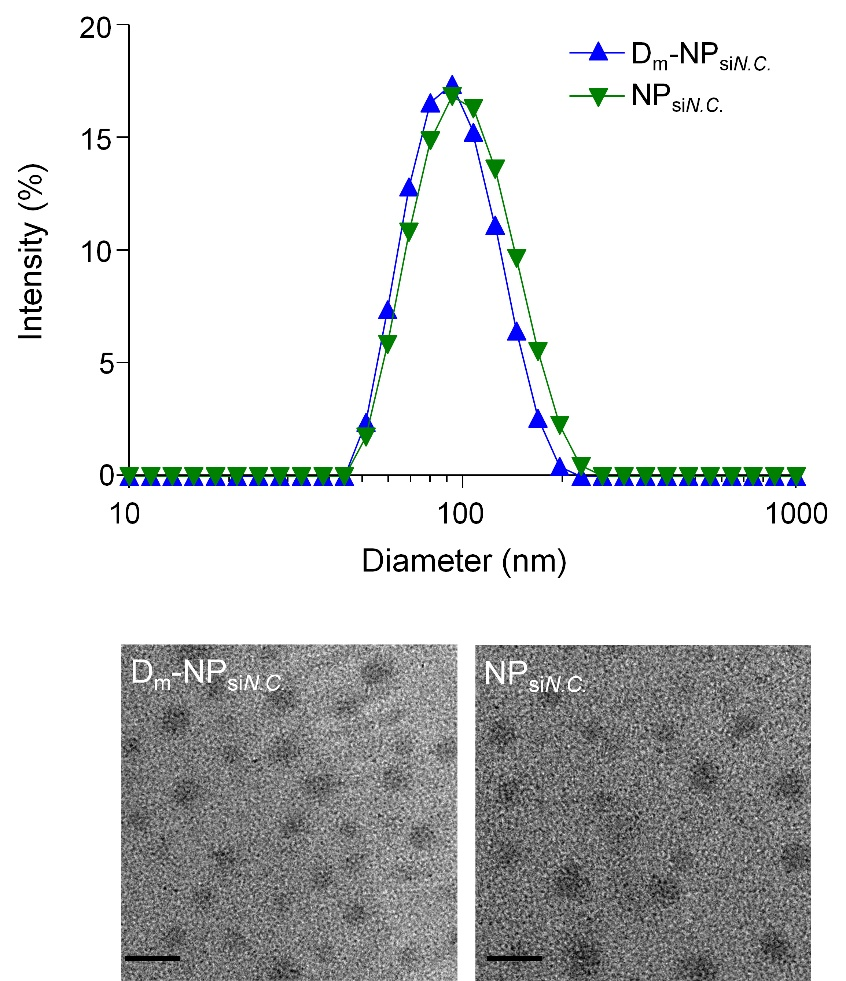 20
15
10
5
0
Intensity (%)
Dm-NPsiN.C.
NPsiN.C.
10 100 1000
Diameter (nm)
Dm-NPsiN.C
NPsiN.C.